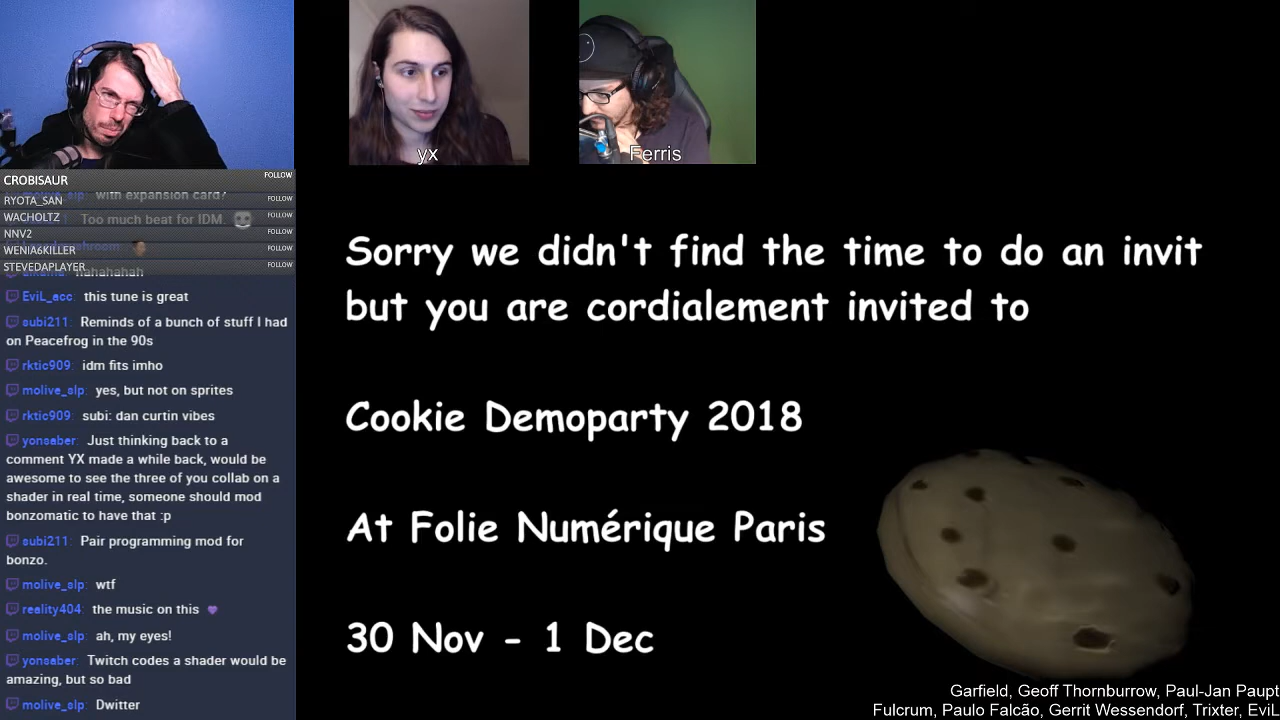 yx
Ferris
CROBISAUR FOLLOW
RYOTA_SAN FOLLOW
molive_slp: with expansion card?
WACHOLTZ FOLLOW
Too much beat for IDM.
NNV2 FOLLOW
WENIA6KILLER FOLLOW
STEVEDAPLAYER FOLLOW
hahahahah
EviL_acc: this tune is great
subi211: Reminds of a bunch of stuff I had
on Peacefrog in the 90s
rktic909: idm fits imho
molive_slp: yes, but not on sprites
rktic909: subi: dan curtin vibes
yonsaber: Just thinking back to a
comment YX made a while back, would be
awesome to see the three of you collab on a
shader in real time, someone should mod
bonzomatic to have that :p
subi211: Pair programming mod for
bonzo.
molive_slp: wtf
reality404: the music on this
molive_slp: ah, my eyes!
yonsaber: Twitch codes a shader would be
amazing, but so bad
molive_slp: Dwitter
Sorry we didn't find the time to do an invit
but you are cordialement invited to
Cookie Demoparty 2018
At Folie Numérique Paris
30 Nov - 1 Dec
Garfield, Geoff Thornburrow, Paul-Jan Paupt
Fulcrum, Paulo Falcão, Gerrit Wessendorf, Trixter, EviL